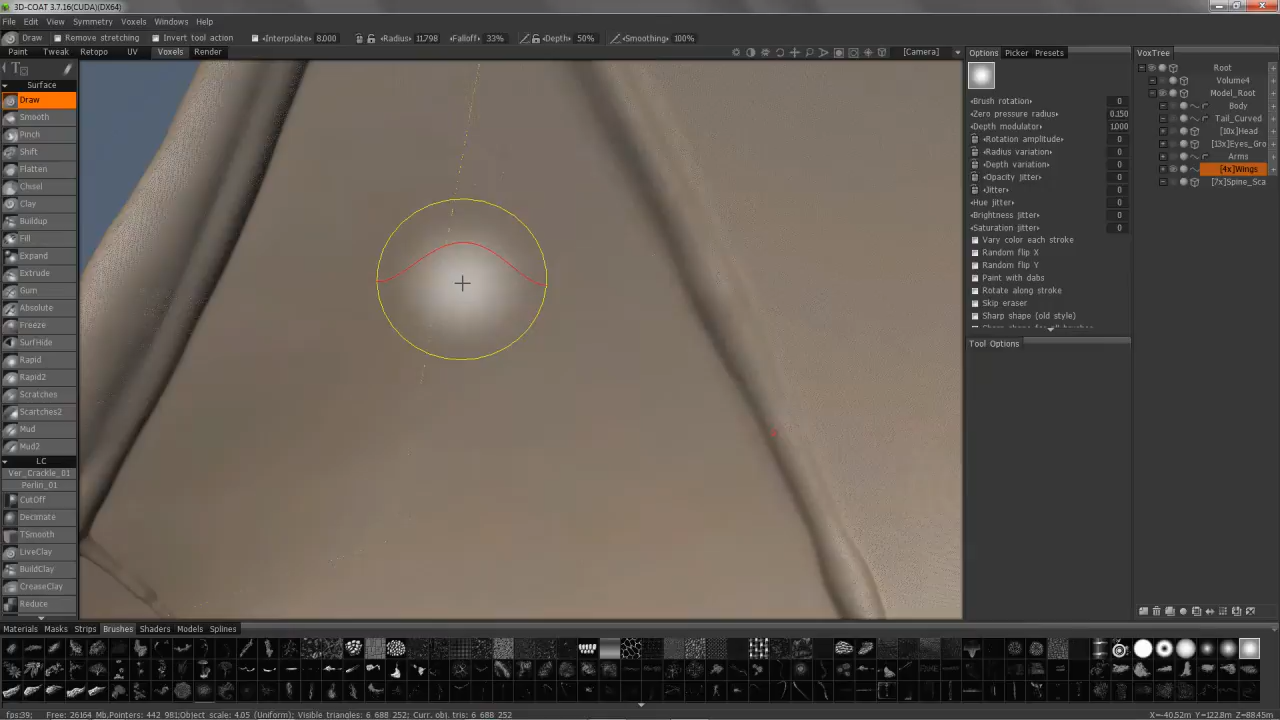 3D-COAT 3.7.16(CUDA)(DX64)
File Edit View Symmetry Voxels Windows Help
Draw Remove stretching Invert tool action Interpolate 8.000 Radius 11.798 Falloff 33% Depth 50% Smoothing 100%
Paint Tweak Retopo UV Voxels Render [Camera]
Options Picker Presets
VoxTree
Surface
Draw
Smooth
Pinch
Shift
Flatten
Chisel
Clay
Buildup
Fill
Expand
Extrude
Gum
Absolute
Freeze
SurfHide
Rapid
Rapid2
Scratches
Scartches2
Mud
Mud2
LC
Ver_Crackle_01
Perlin_01
CutOff
Decimate
TSmooth
LiveClay
BuildClay
CreaseClay
Reduce
Brush rotation 0
Zero pressure radius 0.150
Depth modulator 1.000
Rotation amplitude 0
Radius variation 0
Depth variation 0
Opacity jitter 0
Jitter 0
Hue jitter 0
Brightness jitter 0
Saturation jitter 0
Vary color each stroke
Random flip X
Random flip Y
Paint with dabs
Rotate along stroke
Skip eraser
Sharp shape (old style)
Tool Options
Root
Volume4
Model_Root
Body
Tail_Curved
[10x]Head
[13x]Eyes_Gro
Arms
[4x]Wings
[7x]Spine_Sca
Materials Masks Strips Brushes Shaders Models Splines
fps:39; Free: 26164 Mb,Pointers: 442 981;Object scale: 4.05 (Uniform); Visible triangles: 6 688 252; Curr. obj. tris: 6 688 252
X=-40.52m Y=122.8m Z=88.45m